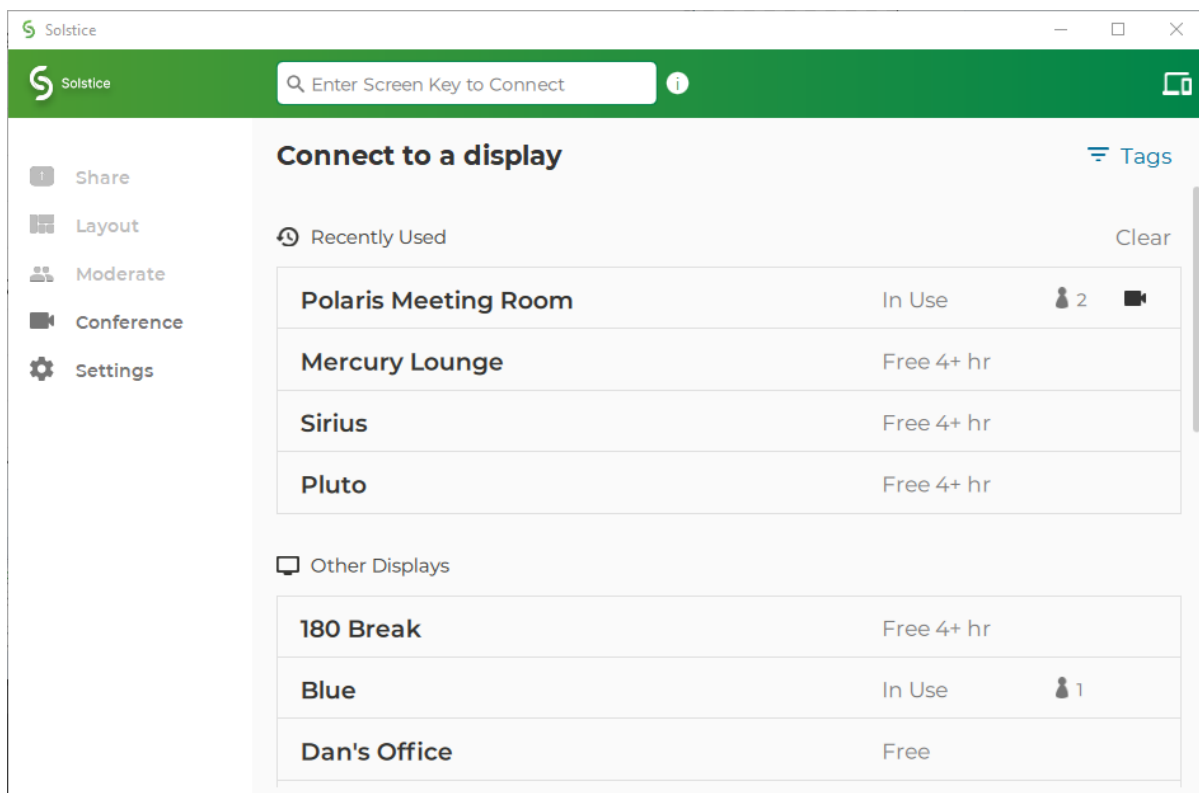 Solstice
Solstice
Enter Screen Key to Connect
Share
Layout
Moderate
Conference
Settings
Connect to a display
Tags
Recently Used
Clear
Polaris Meeting Room In Use 2
Mercury Lounge Free 4+ hr
Sirius Free 4+ hr
Pluto Free 4+ hr
Other Displays
180 Break Free 4+ hr
Blue In Use 1
Dan's Office Free